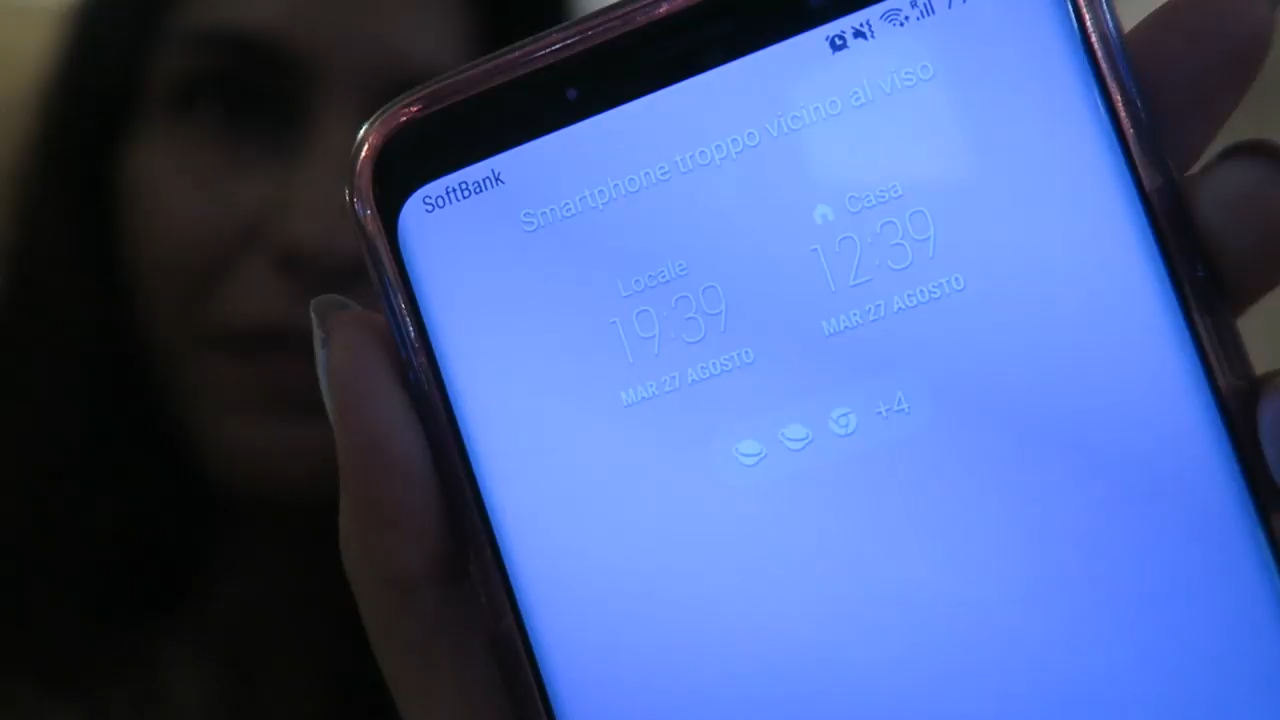 SoftBank
Smartphone troppo vicino al viso
Locale
19:39
MAR 27 AGOSTO
Casa
12:39
MAR 27 AGOSTO
+4